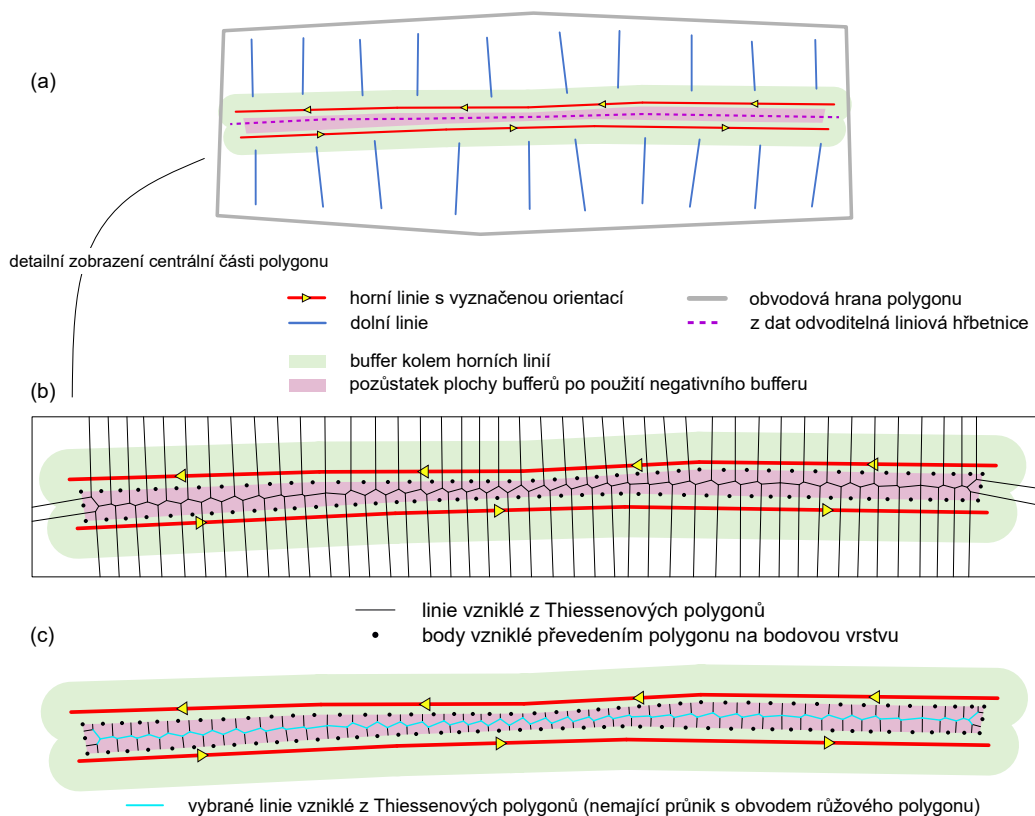 (a)
detailní zobrazení centrální části polygonu
horní linie s vyznačenou orientací
dolní linie
obvodová hrana polygonu
z dat odvoditelná liniová hřbetnice
buffer kolem horních linií
pozůstatek plochy bufferů po použití negativního bufferu
(b)
linie vzniklé z Thiessenových polygonů
body vzniklé převedením polygonu na bodovou vrstvu
(c)
vybrané linie vzniklé z Thiessenových polygonů (nemající průnik s obvodem růžového polygonu)